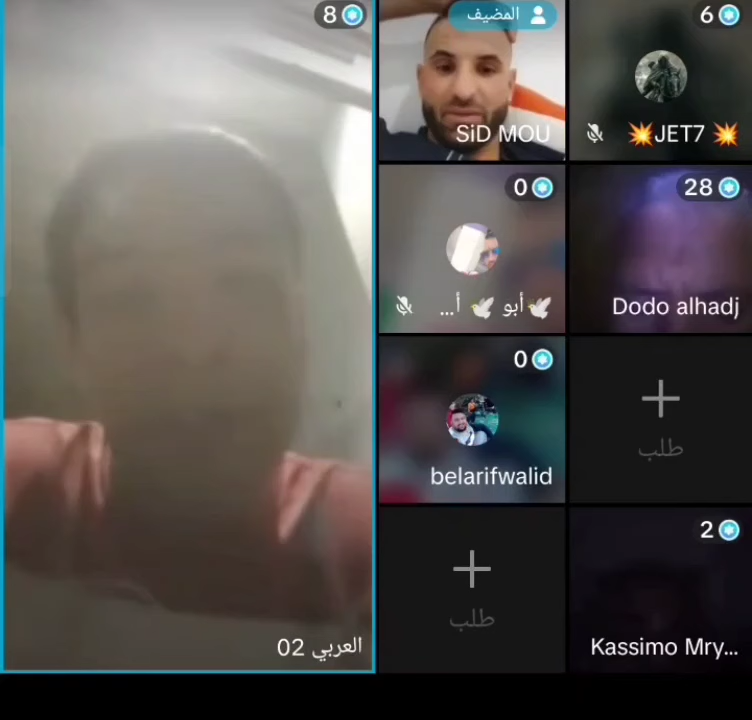 8
العربي 02
المضيف
SiD MOU
6
💥JET7 💥
0
🕊️أبو 🕊️ أ...
28
Dodo alhadj
0
belarifwalid
طلب
طلب
2
Kassimo Mry...